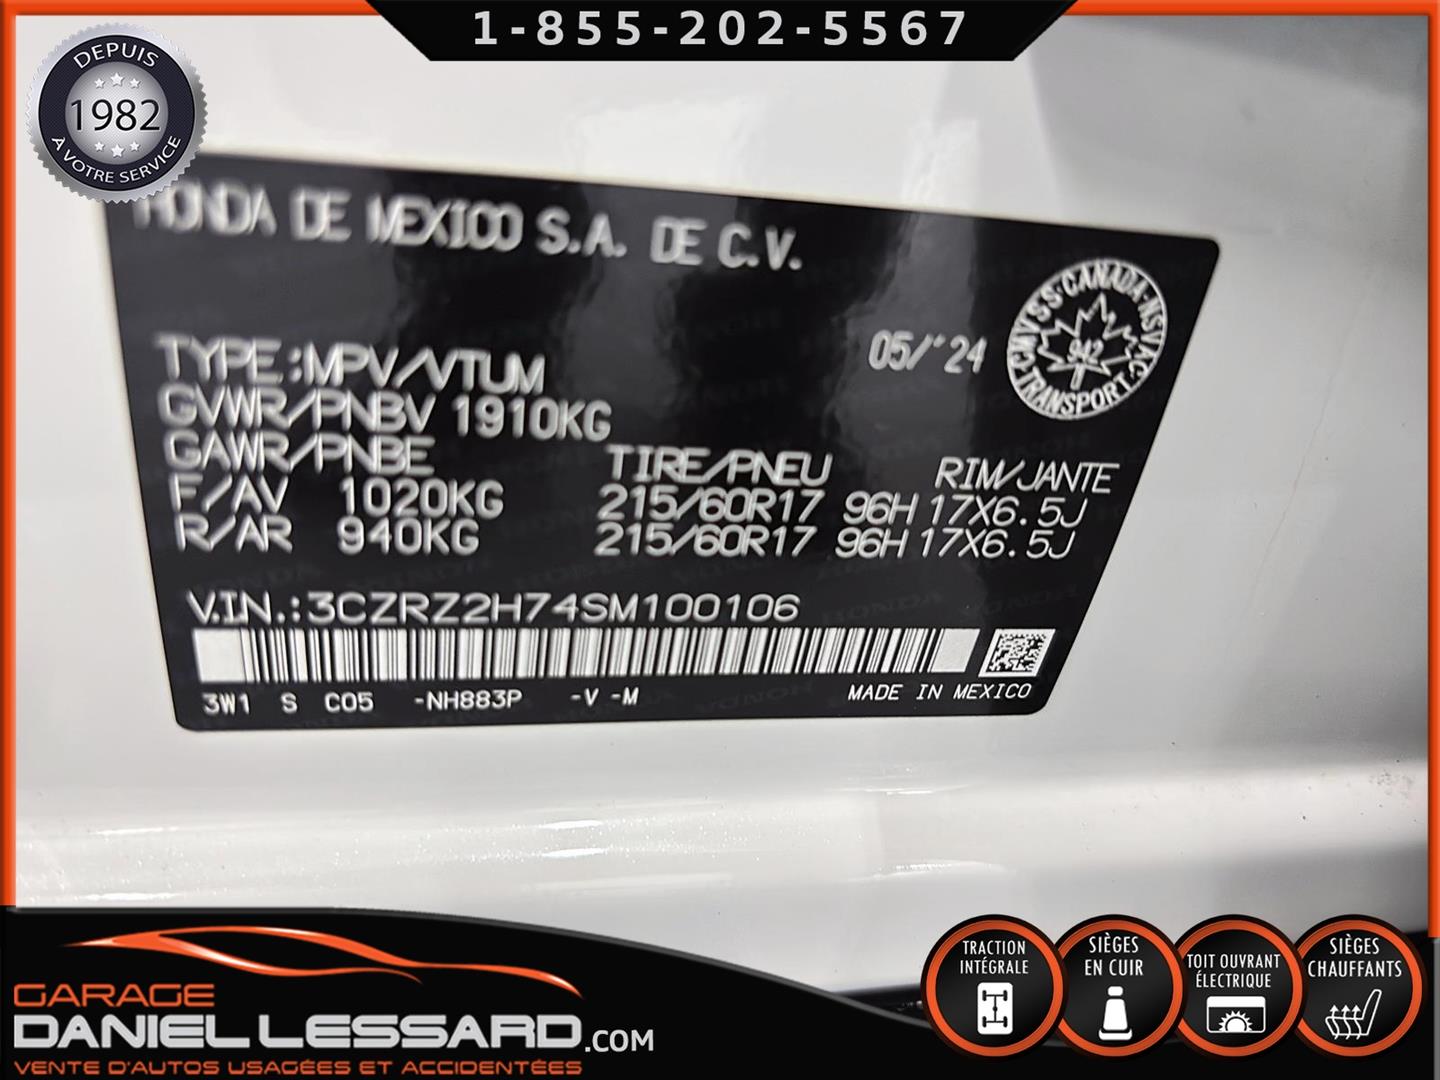 1-855-202-5567
DEPUIS
1982
À VOTRE SERVICE
HONDA DE MEXICO S.A. DE C.V.
TYPE:MPV/VTUM
05/'24
CMVSS·CANADA·NSVAC
942
TRANSPORT
GVWR/PNBV 1910KG
GAWR/PNBE TIRE/PNEU RIM/JANTE
F/AV 1020KG 215/60R17 96H 17X6.5J
R/AR 940KG 215/60R17 96H 17X6.5J
V.IN.:3CZRZ2H74SM100106
3W1 S C05 -NH883P -V -M MADE IN MEXICO
TRACTION INTÉGRALE
SIÈGES EN CUIR
TOIT OUVRANT ÉLECTRIQUE
SIÈGES CHAUFFANTS
GARAGE
DANIEL LESSARD.COM
VENTE D'AUTOS USAGÉES ET ACCIDENTÉES